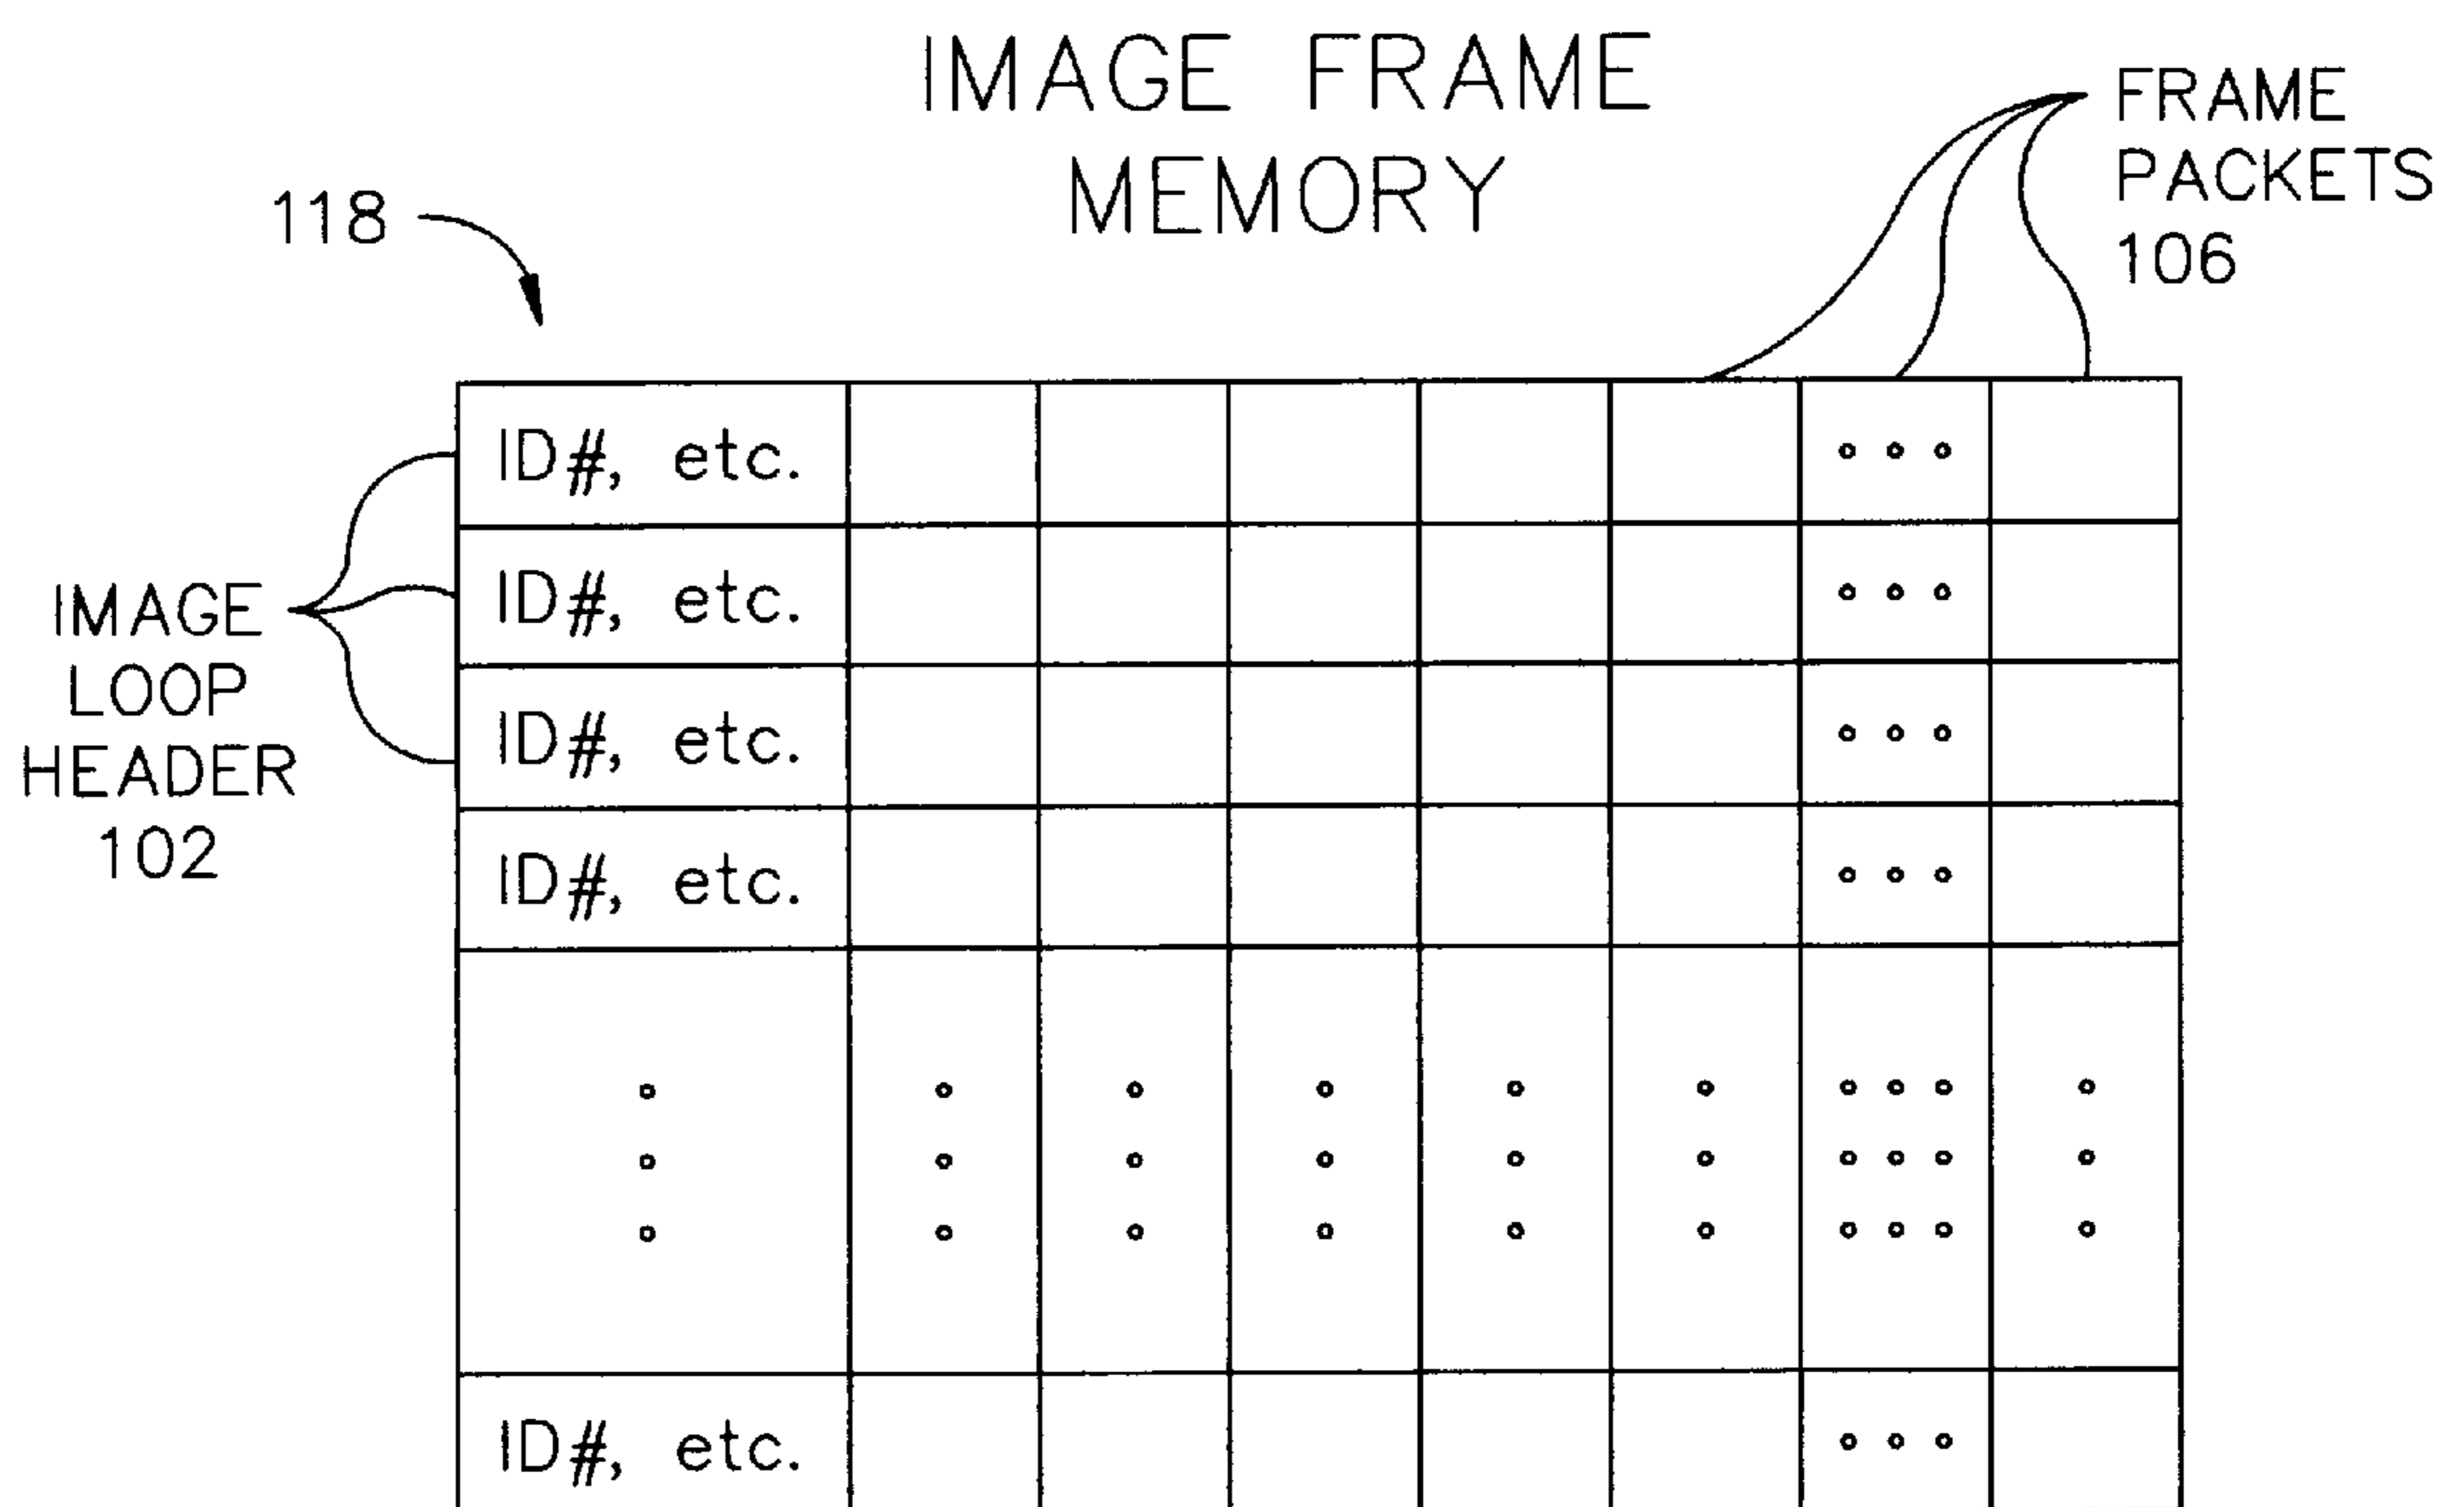 IMAGE FRAME
MEMORY
FRAME
PACKETS
106
118
IMAGE
LOOP
HEADER
102
ID#, etc.
ID#, etc.
ID#, etc.
ID#, etc.
ID#, etc.